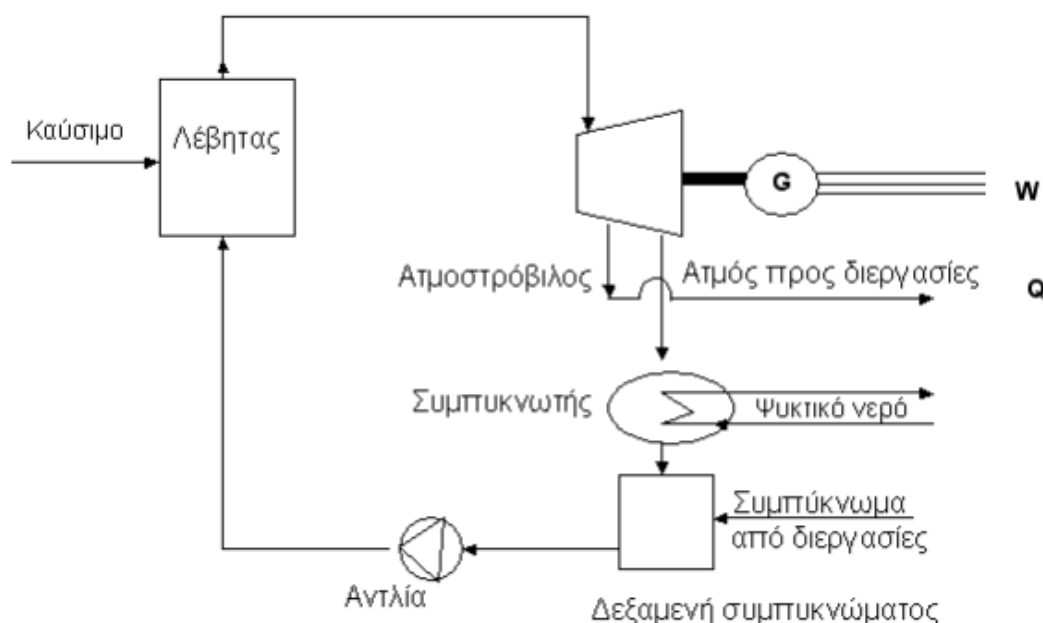 Καύσιμο
Λέβητας
G
W
Ατμοστρόβιλος
Ατμός προς διεργασίες
Q
Συμπυκνωτής
Ψυκτικό νερό
Συμπύκνωμα
από διεργασίες
Αντλία
Δεξαμενή συμπυκνώματος